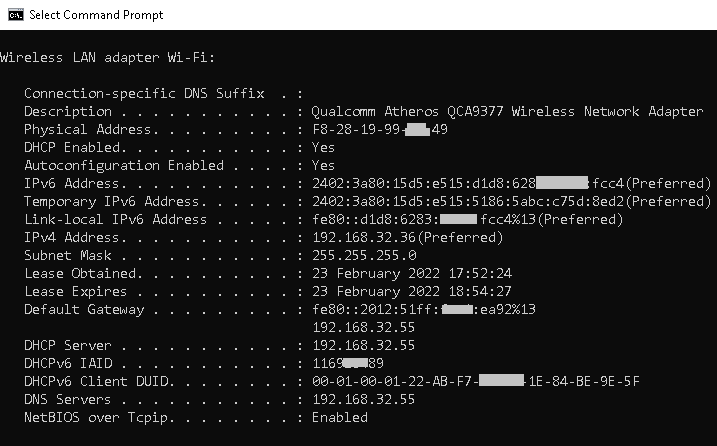 Select Command Prompt
Wireless LAN adapter Wi-Fi:
Connection-specific DNS Suffix . :
Description . . . . . . . . . . . : Qualcomm Atheros QCA9377 Wireless Network Adapter
Physical Address. . . . . . . . . : F8-28-19-99- 49
DHCP Enabled. . . . . . . . . . . : Yes
Autoconfiguration Enabled . . . . : Yes
IPv6 Address. . . . . . . . . . . : 2402:3a80:15d5:e515:d1d8:628 :fcc4(Preferred)
Temporary IPv6 Address. . . . . . : 2402:3a80:15d5:e515:5186:5abc:c75d:8ed2(Preferred)
Link-local IPv6 Address . . . . . : fe80::d1d8:6283: fcc4%13(Preferred)
IPv4 Address. . . . . . . . . . . : 192.168.32.36(Preferred)
Subnet Mask . . . . . . . . . . . : 255.255.255.0
Lease Obtained. . . . . . . . . . : 23 February 2022 17:52:24
Lease Expires . . . . . . . . . . : 23 February 2022 18:54:27
Default Gateway . . . . . . . . . : fe80::2012:51ff: :ea92%13
192.168.32.55
DHCP Server . . . . . . . . . . . : 192.168.32.55
DHCPv6 IAID . . . . . . . . . . . : 1169 89
DHCPv6 Client DUID. . . . . . . . : 00-01-00-01-22-AB-F7- -1E-84-BE-9E-5F
DNS Servers . . . . . . . . . . . : 192.168.32.55
NetBIOS over Tcpip. . . . . . . . : Enabled